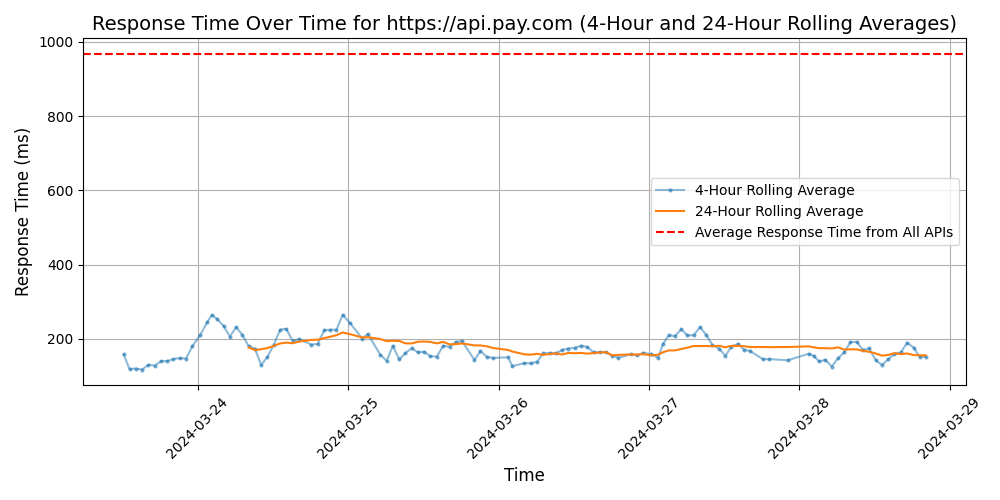 Response Time Over Time for https://api.pay.com (4-Hour and 24-Hour Rolling Averages)
Response Time (ms)
1000
800
600
400
200
4-Hour Rolling Average
24-Hour Rolling Average
Average Response Time from All APIs
2024-03-24
2024-03-25
2024-03-26
2024-03-27
2024-03-28
2024-03-29
Time